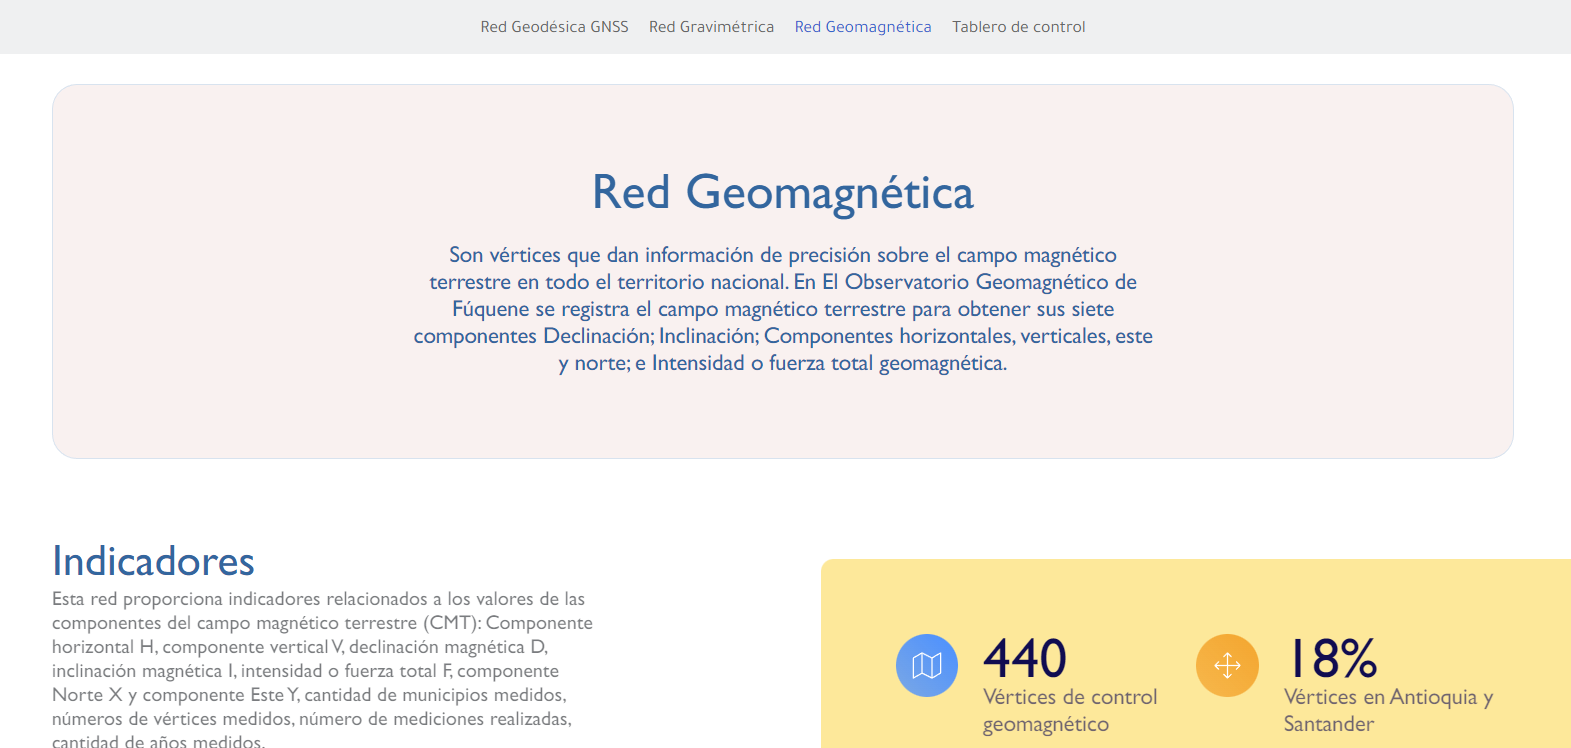 Red Geodésica GNSS Red Gravimétrica Red Geomagnética Tablero de control
Red Geomagnética
Son vértices que dan información de precisión sobre el campo magnético
terrestre en todo el territorio nacional. En El Observatorio Geomagnético de
Fúquene se registra el campo magnético terrestre para obtener sus siete
componentes Declinación; Inclinación; Componentes horizontales, verticales, este
y norte; e Intensidad o fuerza total geomagnética.
Indicadores
Esta red proporciona indicadores relacionados a los valores de las
componentes del campo magnético terrestre (CMT): Componente
horizontal H, componente vertical V, declinación magnética D,
inclinación magnética I, intensidad o fuerza total F, componente
Norte X y componente Este Y, cantidad de municipios medidos,
números de vértices medidos, número de mediciones realizadas,
cantidad de años medidos.
440
Vértices de control
geomagnético
18%
Vértices en Antioquia y
Santander